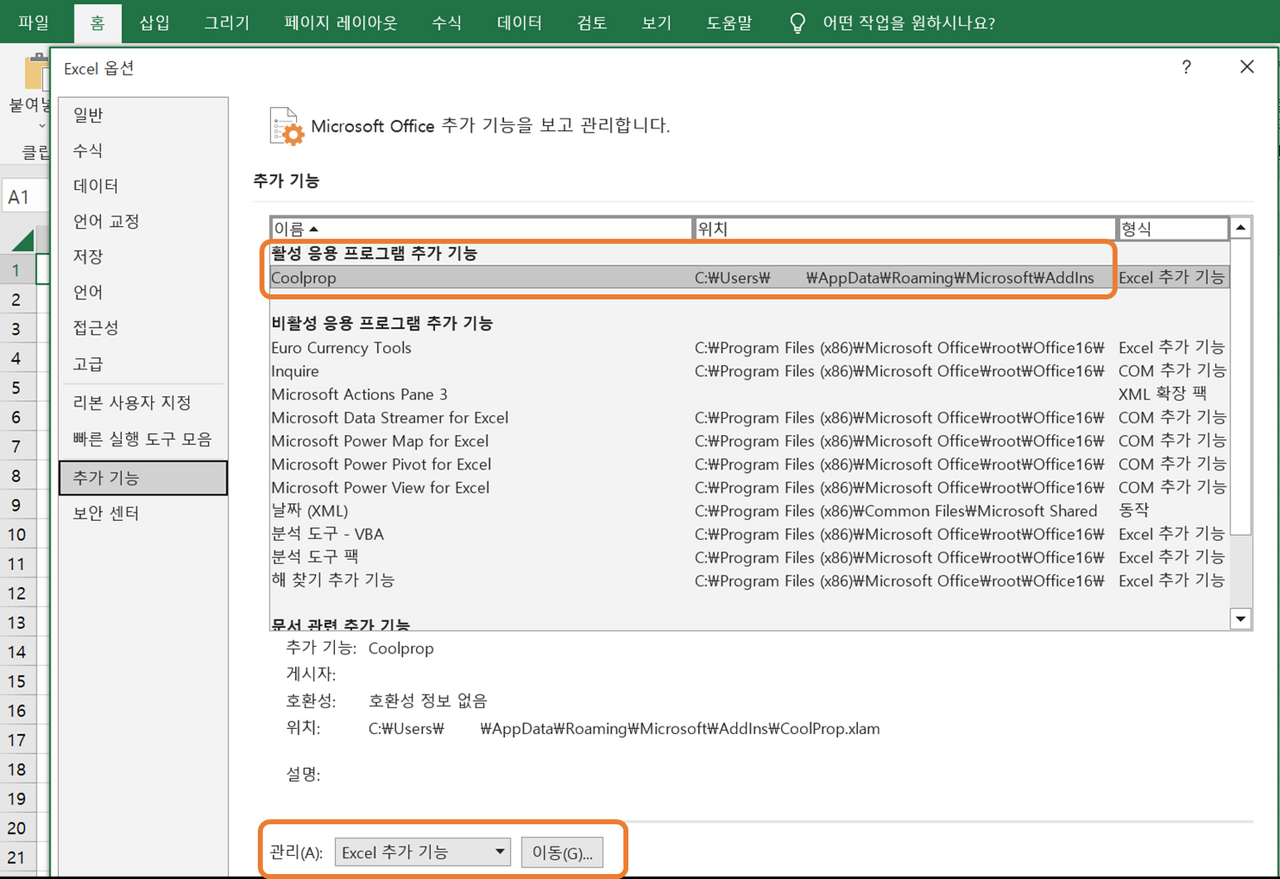 파일 홈 삽입 그리기 페이지 레이아웃 수식 데이터 검토 보기 도움말 어떤 작업을 원하시나요?
Excel 옵션 ? ×
붙여넣
클립
A1
1
2
3
4
5
6
7
8
9
10
11
12
13
14
15
16
17
18
19
20
21
일반
수식
데이터
언어 교정
저장
언어
접근성
고급
리본 사용자 지정
빠른 실행 도구 모음
추가 기능
보안 센터
Microsoft Office 추가 기능을 보고 관리합니다.
추가 기능
이름 위치 형식
활성 응용 프로그램 추가 기능
Coolprop C:₩Users₩ ₩AppData₩Roaming₩Microsoft₩AddIns Excel 추가 기능
비활성 응용 프로그램 추가 기능
Euro Currency Tools C:₩Program Files (x86)₩Microsoft Office₩root₩Office16₩ Excel 추가 기능
Inquire C:₩Program Files (x86)₩Microsoft Office₩root₩Office16₩ COM 추가 기능
Microsoft Actions Pane 3 XML 확장 팩
Microsoft Data Streamer for Excel C:₩Program Files (x86)₩Microsoft Office₩root₩Office16₩ COM 추가 기능
Microsoft Power Map for Excel C:₩Program Files (x86)₩Microsoft Office₩root₩Office16₩ COM 추가 기능
Microsoft Power Pivot for Excel C:₩Program Files (x86)₩Microsoft Office₩root₩Office16₩ COM 추가 기능
Microsoft Power View for Excel C:₩Program Files (x86)₩Microsoft Office₩root₩Office16₩ COM 추가 기능
날짜 (XML) C:₩Program Files (x86)₩Common Files₩Microsoft Shared 동작
분석 도구 - VBA C:₩Program Files (x86)₩Microsoft Office₩root₩Office16₩ Excel 추가 기능
분석 도구 팩 C:₩Program Files (x86)₩Microsoft Office₩root₩Office16₩ Excel 추가 기능
해 찾기 추가 기능 C:₩Program Files (x86)₩Microsoft Office₩root₩Office16₩ Excel 추가 기능
문서 관련 추가 기능
추가 기능: Coolprop
게시자:
호환성: 호환성 정보 없음
위치: C:₩Users₩ ₩AppData₩Roaming₩Microsoft₩AddIns₩CoolProp.xlam
설명:
관리(A): Excel 추가 기능 이동(G)...